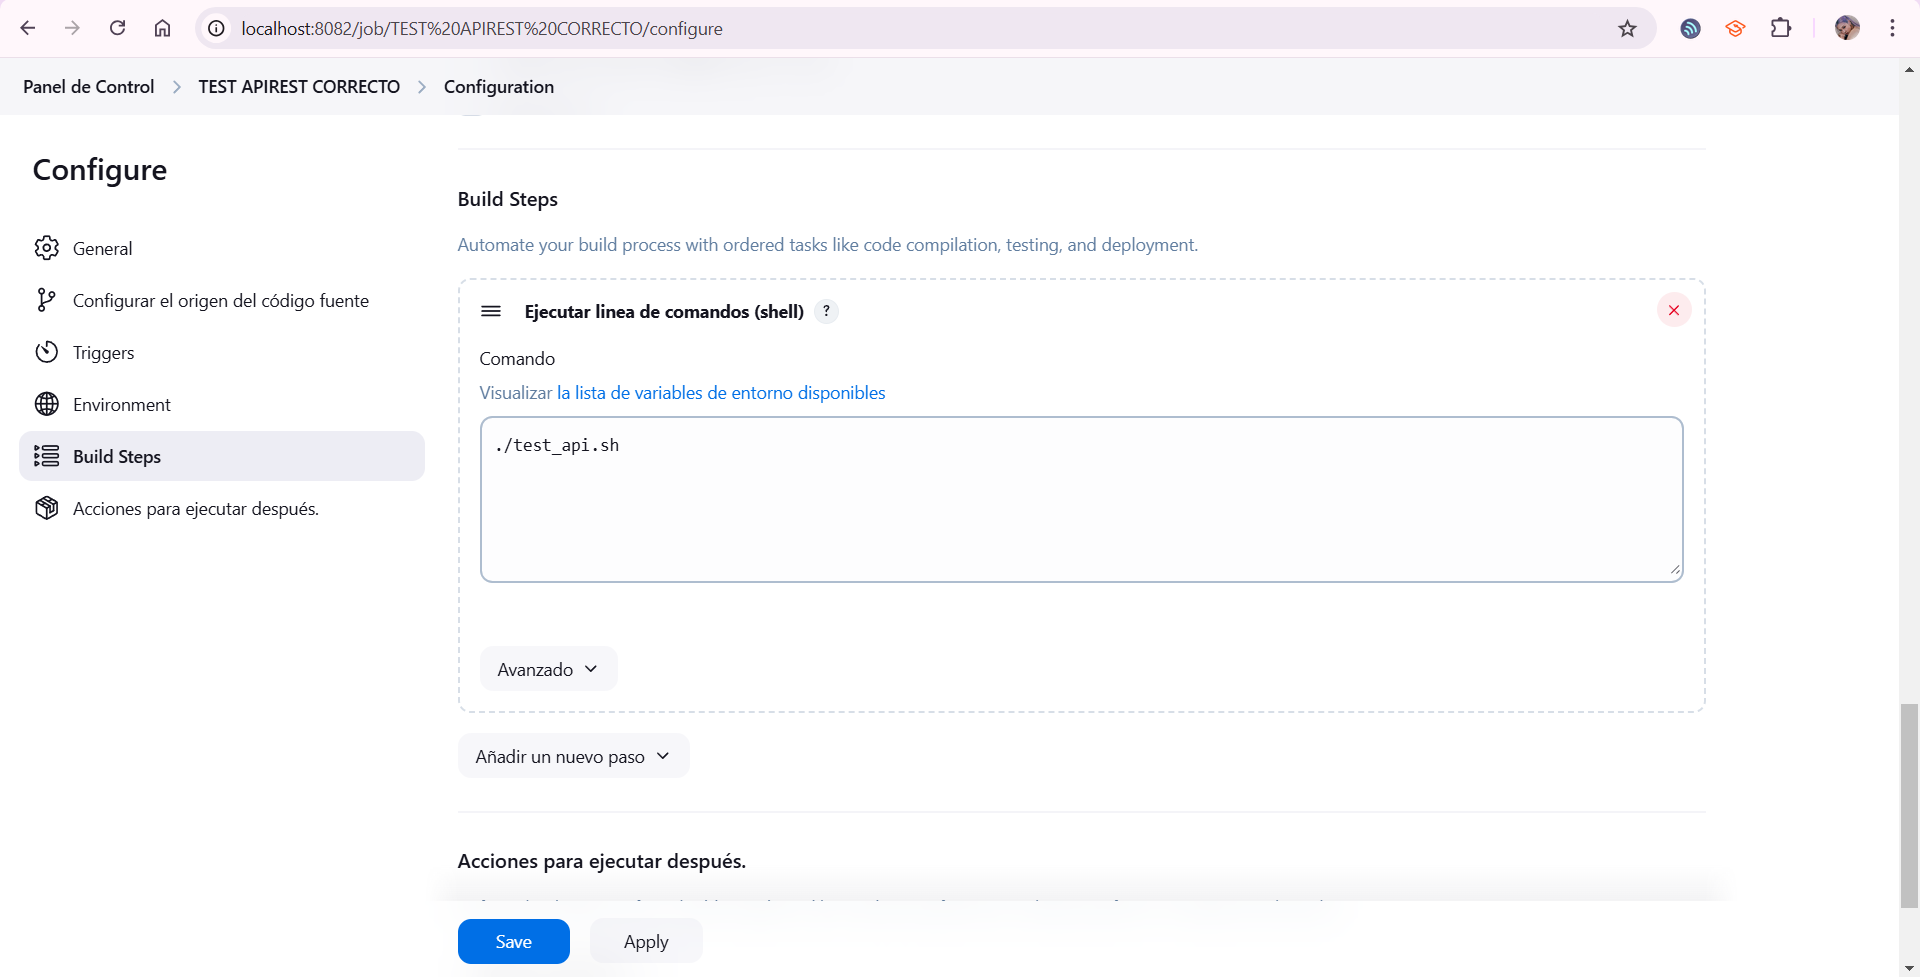 localhost:8082/job/TEST%20APIREST%20CORRECTO/configure
Panel de Control > TEST APIREST CORRECTO > Configuration
Configure
General
Configurar el origen del código fuente
Triggers
Environment
Build Steps
Acciones para ejecutar después.
Build Steps
Automate your build process with ordered tasks like code compilation, testing, and deployment.
Ejecutar linea de comandos (shell) ?
Comando
Visualizar la lista de variables de entorno disponibles
./test_api.sh
Avanzado
Añadir un nuevo paso
Acciones para ejecutar después.
Save
Apply